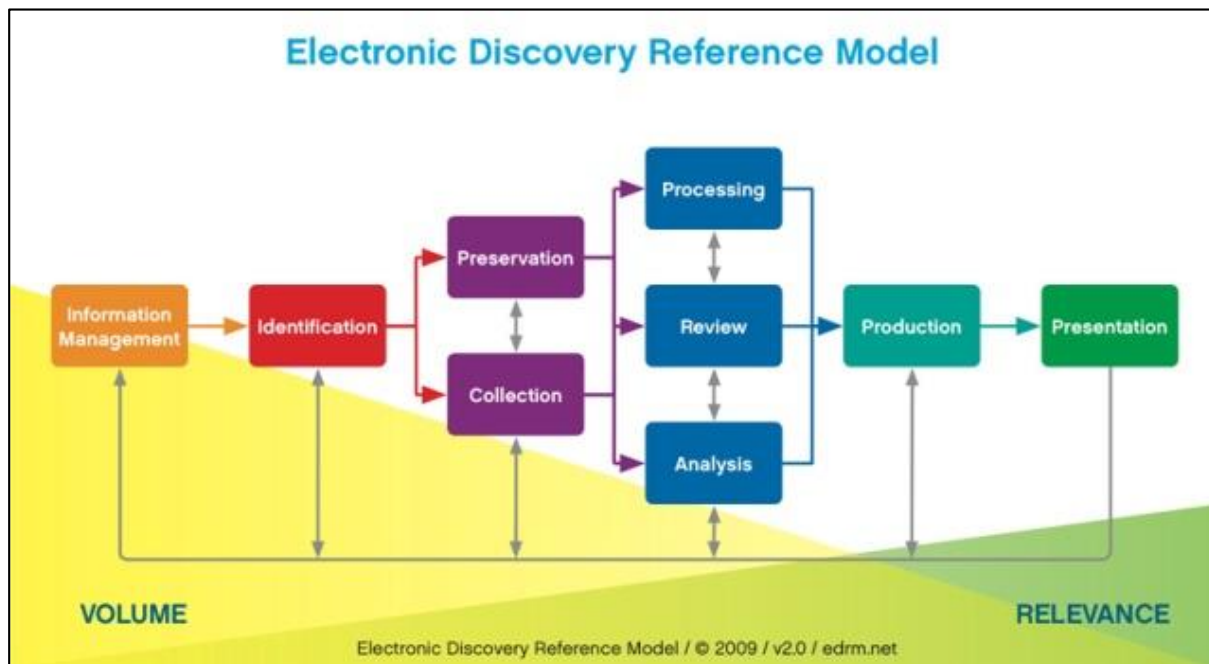 Electronic Discovery Reference Model
Processing
Preservation
Information
Management
Identification
Review
Production
Presentation
Collection
Analysis
VOLUME
RELEVANCE
Electronic Discovery Reference Model / © 2009 / v2.0 / edrm.net